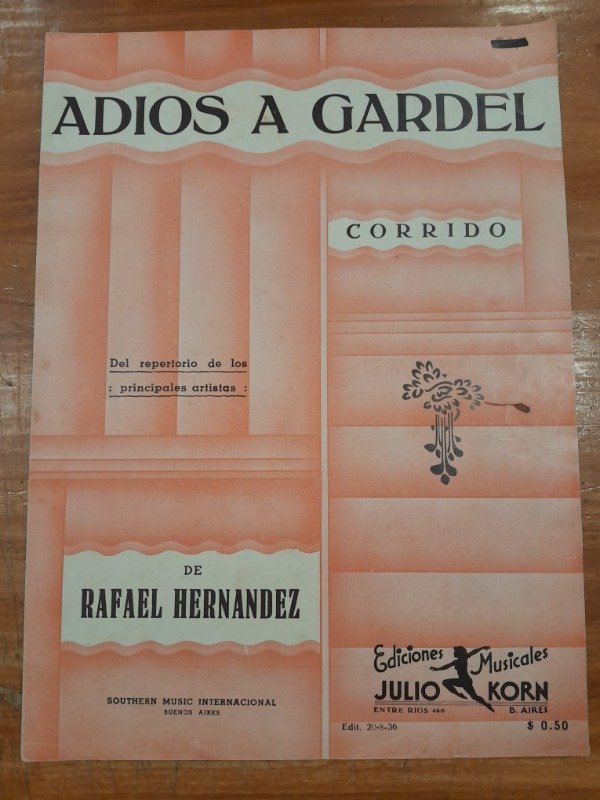 ADIOS A GARDEL
CORRIDO
Del repertorio de los
: principales artistas :
DE
RAFAEL HERNANDEZ
SOUTHERN MUSIC INTERNACIONAL
BUENOS AIRES
Ediciones Musicales
JULIO KORN
ENTRE RIOS 460 B. AIRES
Edit. 20-8-36 $ 0.50